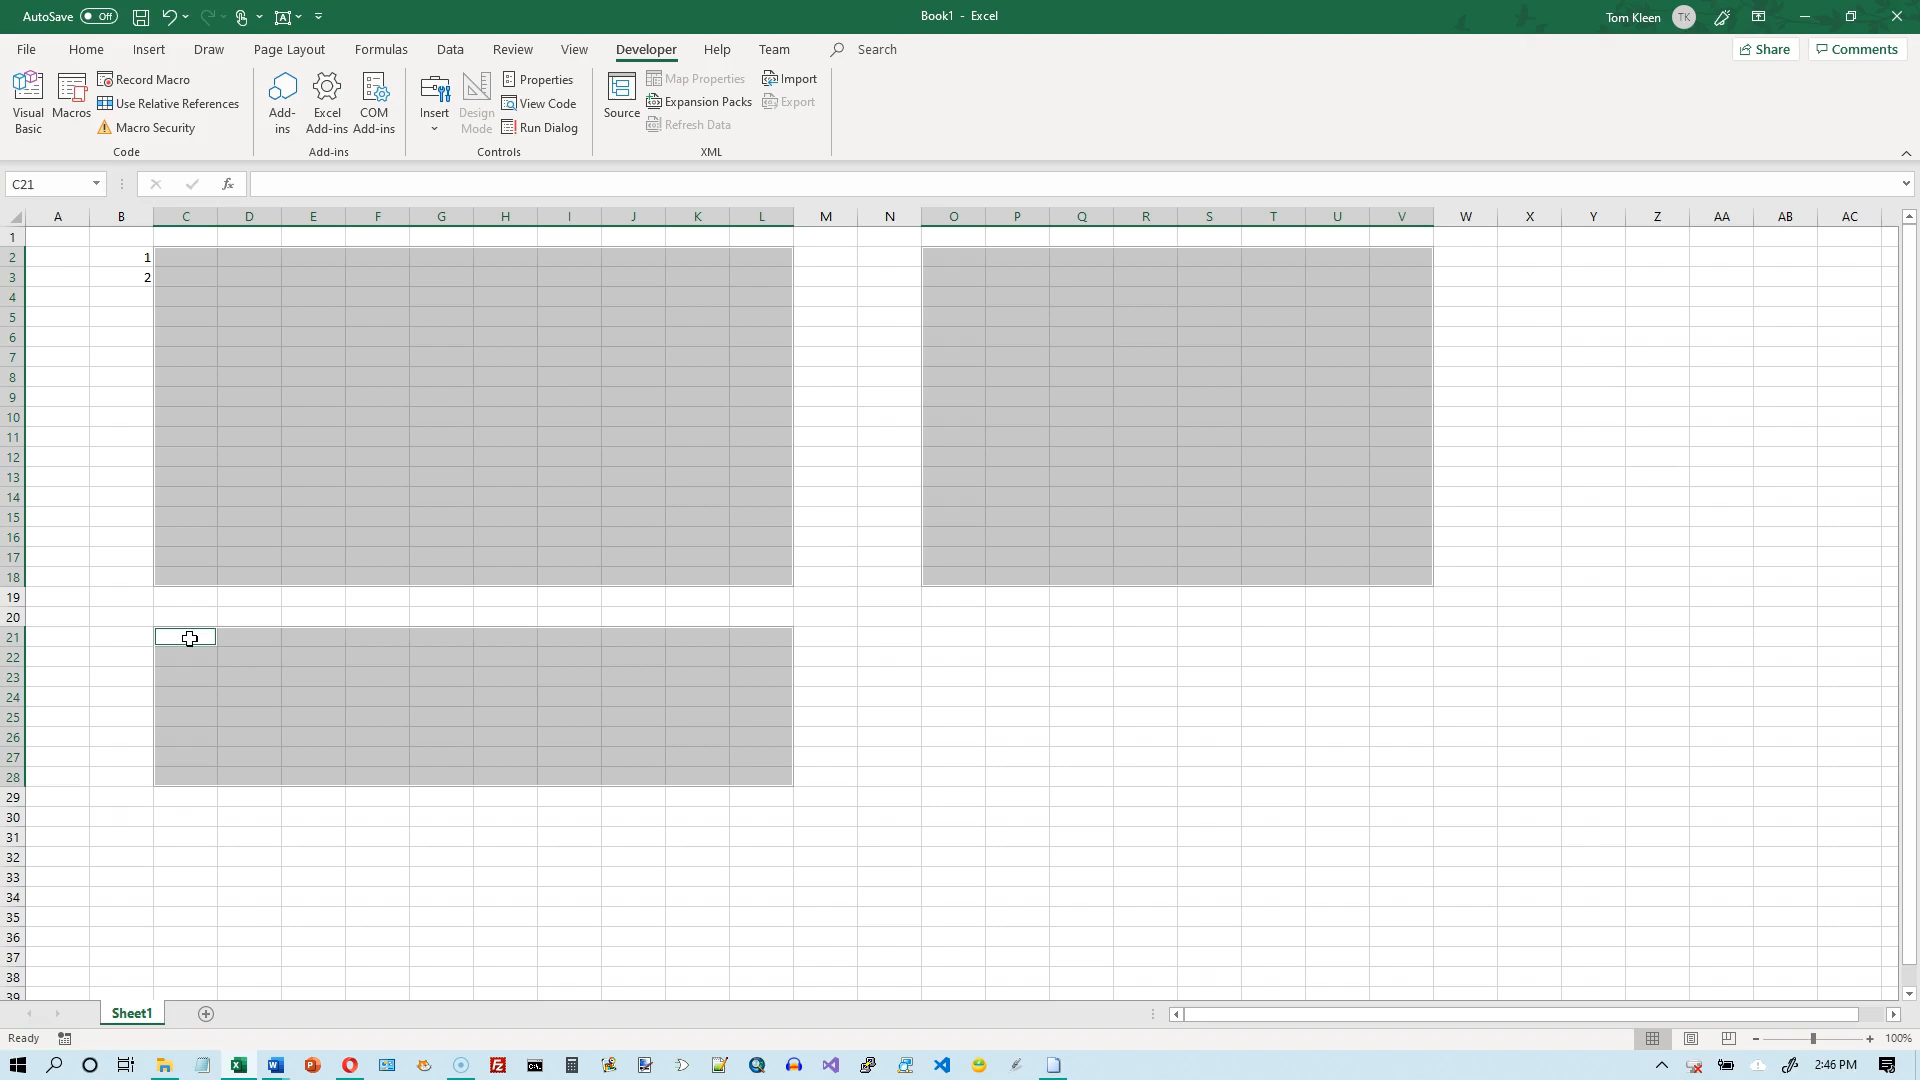 AutoSave Off
Book1 - Excel
Tom Kleen TK
File Home Insert Draw Page Layout Formulas Data Review View Developer Help Team Search
Share Comments
Visual Basic
Macros
Record Macro
Use Relative References
Macro Security
Code
Add-ins
Excel Add-ins
COM Add-ins
Add-ins
Insert
Design Mode
Properties
View Code
Run Dialog
Controls
Source
Map Properties
Expansion Packs
Refresh Data
Import
Export
XML
C21 fx
A B C D E F G H I J K L M N O P Q R S T U V W X Y Z AA AB AC
1
2 1
3 2
4
5
6
7
8
9
10
11
12
13
14
15
16
17
18
19
20
21
22
23
24
25
26
27
28
29
30
31
32
33
34
35
36
37
38
39
Sheet1
Ready
100%
2:46 PM